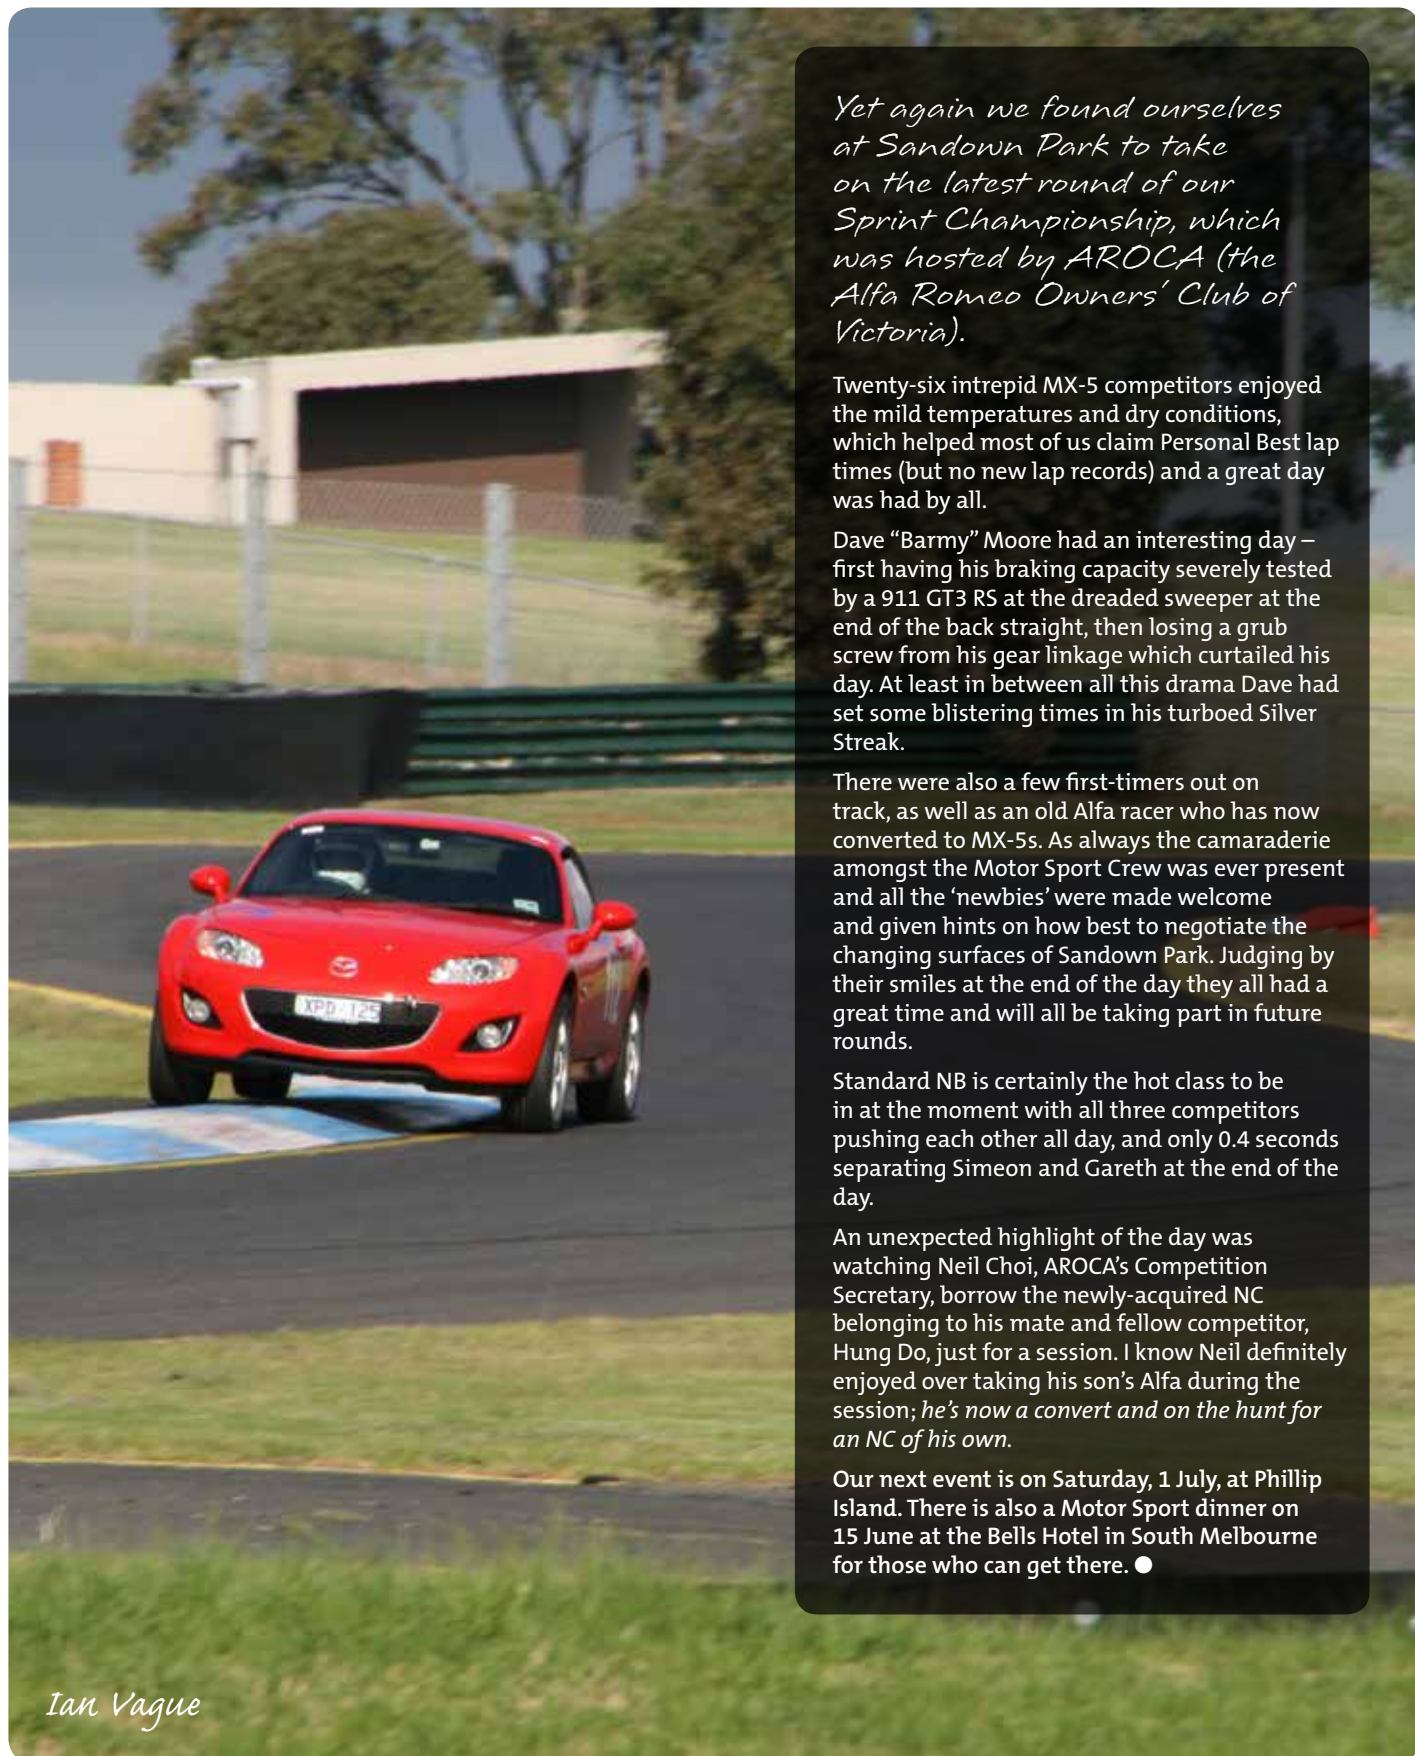 Yet again we found ourselves
at Sandown Park to take
on the latest round of our
Sprint Championship, which
was hosted by AROCA (the
Alfa Romeo Owners’ Club of
Victoria).
Twenty-six intrepid MX-5 competitors enjoyed
the mild temperatures and dry conditions,
which helped most of us claim Personal Best lap
times (but no new lap records) and a great day
was had by all.
Dave “Barmy” Moore had an interesting day –
first having his braking capacity severely tested
by a 911 GT3 RS at the dreaded sweeper at the
end of the back straight, then losing a grub
screw from his gear linkage which curtailed his
day. At least in between all this drama Dave had
set some blistering times in his turboed Silver
Streak.
There were also a few first-timers out on
track, as well as an old Alfa racer who has now
converted to MX-5s. As always the camaraderie
amongst the Motor Sport Crew was ever present
and all the ‘newbies’ were made welcome
and given hints on how best to negotiate the
changing surfaces of Sandown Park. Judging by
their smiles at the end of the day they all had a
great time and will all be taking part in future
rounds.
Standard NB is certainly the hot class to be
in at the moment with all three competitors
pushing each other all day, and only 0.4 seconds
separating Simeon and Gareth at the end of the
day.
An unexpected highlight of the day was
watching Neil Choi, AROCA’s Competition
Secretary, borrow the newly-acquired NC
belonging to his mate and fellow competitor,
Hung Do, just for a session. I know Neil definitely
enjoyed over taking his son’s Alfa during the
session; he’s now a convert and on the hunt for
an NC of his own.
Our next event is on Saturday, 1 July, at Phillip
Island. There is also a Motor Sport dinner on
15 June at the Bells Hotel in South Melbourne
for those who can get there.
XPD 125
Ian Vague